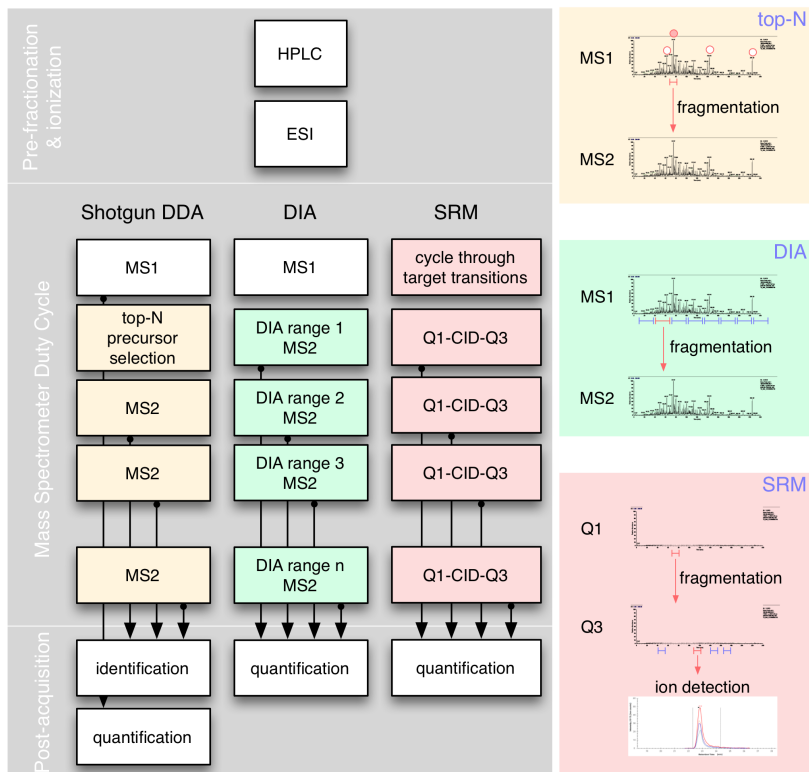 Pre-fractionation
& ionization
HPLC
ESI
Mass Spectrometer Duty Cycle
Shotgun DDA
DIA
SRM
MS1
MS1
cycle through
target transitions
top-N
precursor
selection
DIA range 1
MS2
Q1-CID-Q3
MS2
DIA range 2
MS2
Q1-CID-Q3
MS2
DIA range 3
MS2
Q1-CID-Q3
MS2
DIA range n
MS2
Q1-CID-Q3
Post-acquisition
identification
quantification
quantification
quantification
top-N
MS1
fragmentation
MS2
DIA
MS1
fragmentation
MS2
SRM
Q1
fragmentation
Q3
ion detection